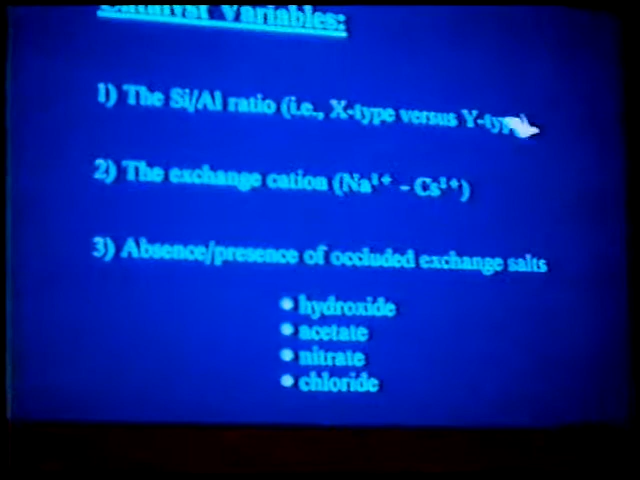 Catalyst Variables:
1) The Si/Al ratio (i.e., X-type versus Y-type)
2) The exchange cation (Na¹⁺ - Cs¹⁺)
3) Absence/presence of occluded exchange salts
• hydroxide
• acetate
• nitrate
• chloride